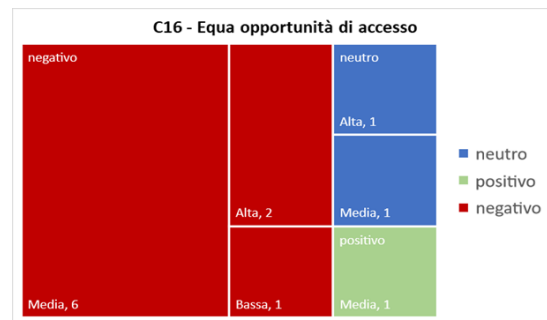 C16 - Equa opportunità di accesso
negativo
Media, 6
Alta, 2
Bassa, 1
neutro
Alta, 1
Media, 1
positivo
Media, 1
neutro
positivo
negativo